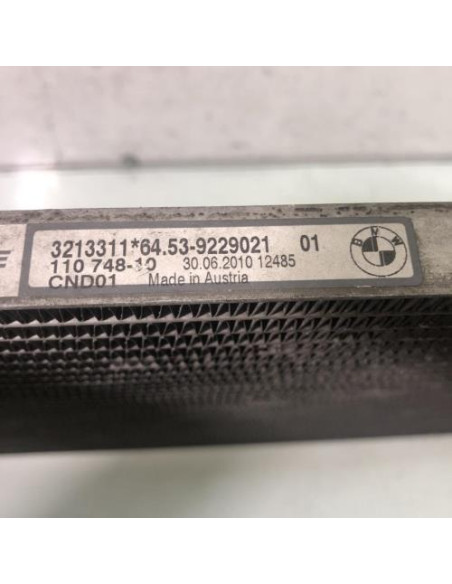 3213311*64.53-9229021 01
110 748-10 30.06.2010 12485
CND01 Made in Austria
BMW